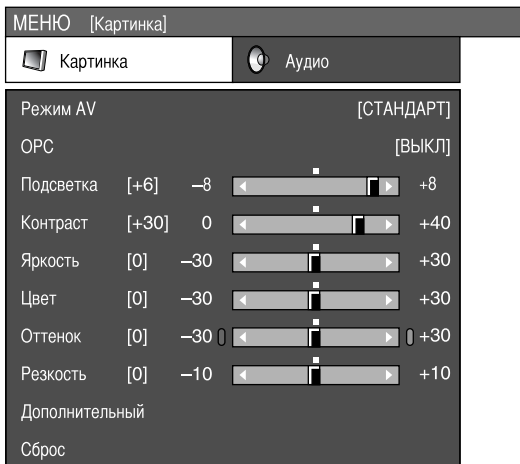 МЕНЮ [Картинка]
Картинка Аудио
Режим AV [СТАНДАРТ]
OPC [ВЫКЛ]
Подсветка [+6] –8 +8
Контраст [+30] 0 +40
Яркость [0] –30 +30
Цвет [0] –30 +30
Оттенок [0] –30 +30
Резкость [0] –10 +10
Дополнительный
Сброс